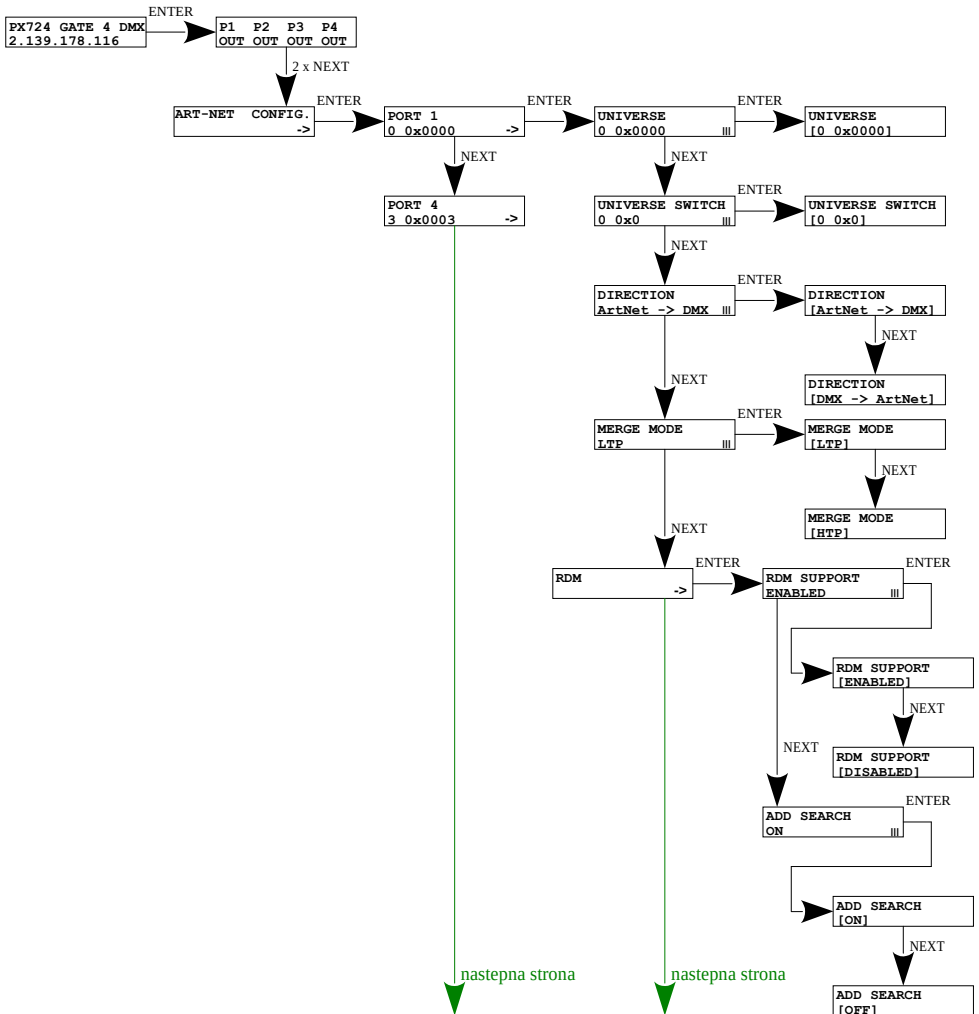 ENTER
PX724 GATE 4 DMX
2.139.178.116
P1 P2 P3 P4
OUT OUT OUT OUT
2 x NEXT
ART-NET CONFIG.
->
ENTER
PORT 1
0 0x0000 ->
ENTER
UNIVERSE
0 0x0000
ENTER
UNIVERSE
[0 0x0000]
NEXT
NEXT
PORT 4
3 0x0003 ->
UNIVERSE SWITCH
0 0x0
ENTER
UNIVERSE SWITCH
[0 0x0]
NEXT
DIRECTION
ArtNet -> DMX
ENTER
DIRECTION
[ArtNet -> DMX]
NEXT
DIRECTION
[DMX -> ArtNet]
NEXT
MERGE MODE
LTP
ENTER
MERGE MODE
[LTP]
NEXT
MERGE MODE
[HTP]
NEXT
RDM
->
ENTER
RDM SUPPORT
ENABLED
ENTER
RDM SUPPORT
[ENABLED]
NEXT
RDM SUPPORT
[DISABLED]
NEXT
ADD SEARCH
ON
ENTER
ADD SEARCH
[ON]
NEXT
ADD SEARCH
[OFF]
nastepna strona
nastepna strona